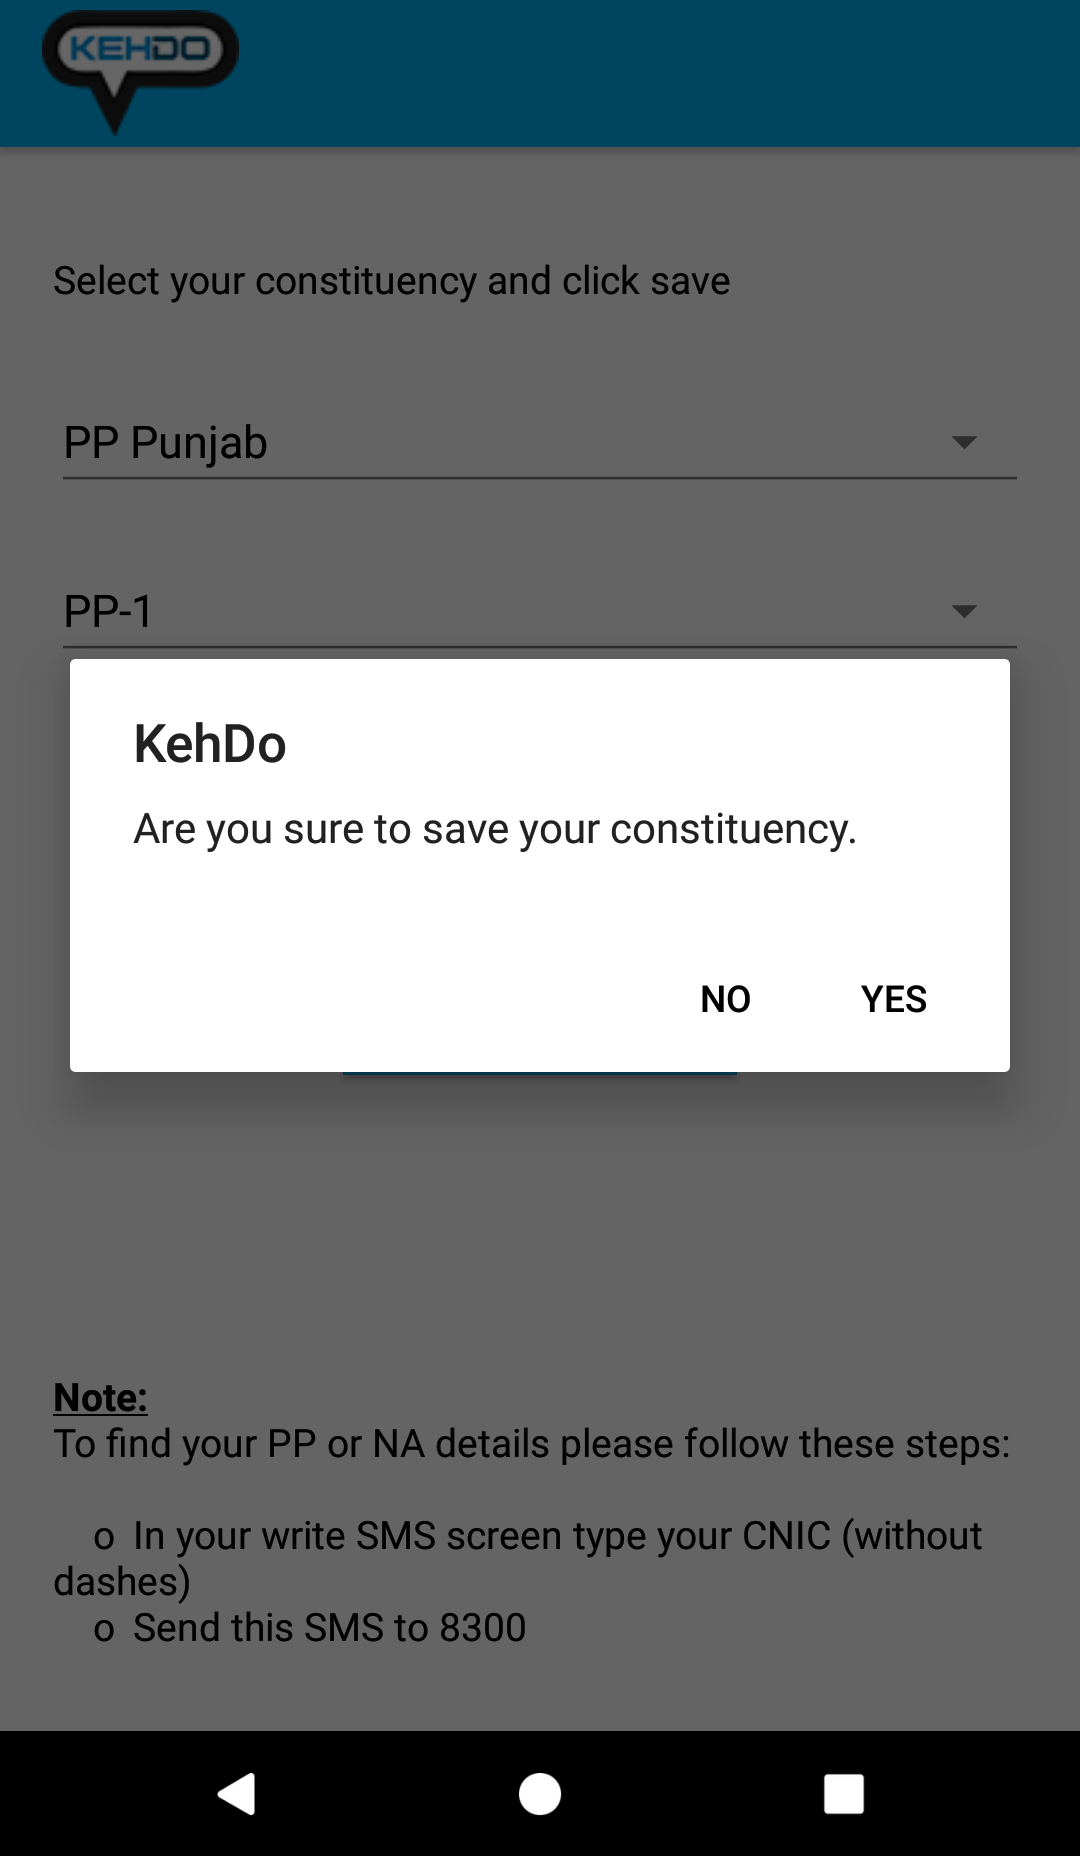 KEHDO
Select your constituency and click save
PP Punjab
PP-1
KehDo
Are you sure to save your constituency.
NO YES
Note:
To find your PP or NA details please follow these steps:
o In your write SMS screen type your CNIC (without
dashes)
o Send this SMS to 8300